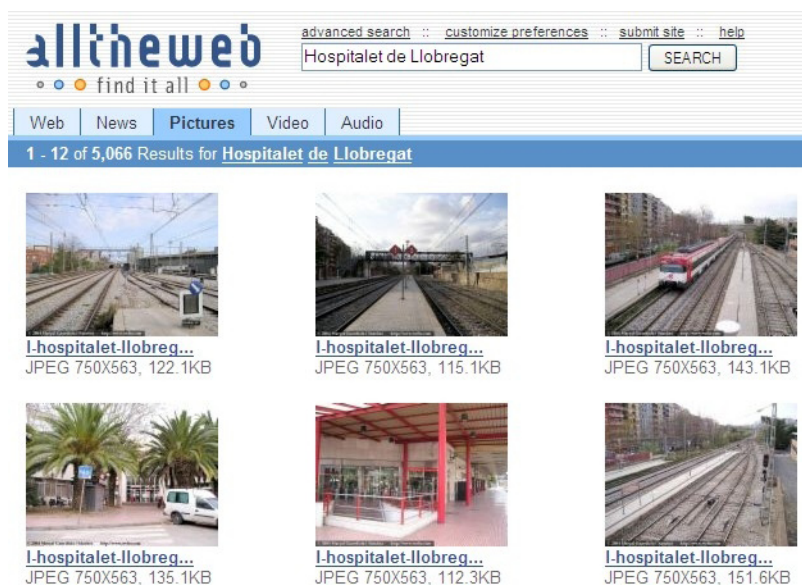 advanced search :: customize preferences :: submit site :: help
alltheweb
find it all
Hospitalet de Llobregat
SEARCH
Web News Pictures Video Audio
1 - 12 of 5,066 Results for Hospitalet de Llobregat
l-hospitalet-llobreg... l-hospitalet-llobreg... l-hospitalet-llobreg...
JPEG 750X563, 122.1KB JPEG 750X563, 115.1KB JPEG 750X563, 143.1KB
l-hospitalet-llobreg... l-hospitalet-llobreg... l-hospitalet-llobreg...
JPEG 750X563, 135.1KB JPEG 750X563, 112.3KB JPEG 750X563, 151.6KB